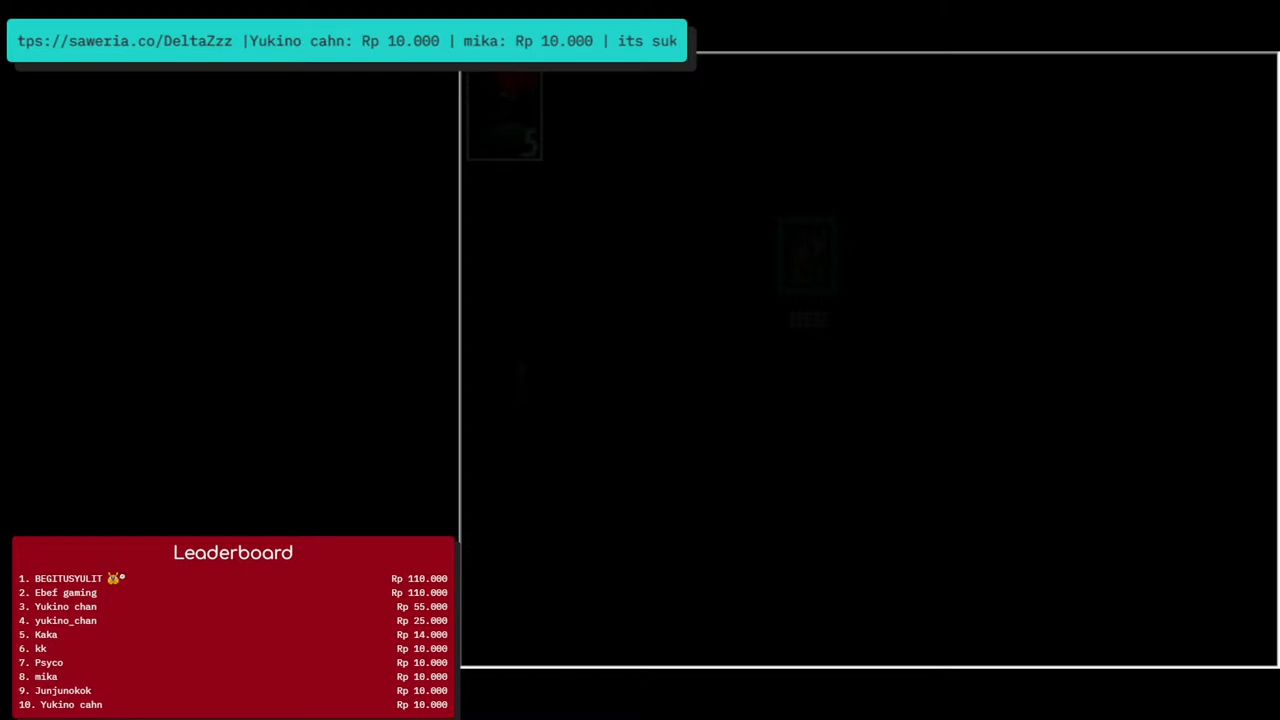 tps://saweria.co/DeltaZzz |Yukino cahn: Rp 10.000 | mika: Rp 10.000 | its suk
5
Leaderboard
1. BEGITUSYULIT Rp 110.000
2. Ebef gaming Rp 110.000
3. Yukino chan Rp 55.000
4. yukino_chan Rp 25.000
5. Kaka Rp 14.000
6. kk Rp 10.000
7. Psyco Rp 10.000
8. mika Rp 10.000
9. Junjunokok Rp 10.000
10. Yukino cahn Rp 10.000